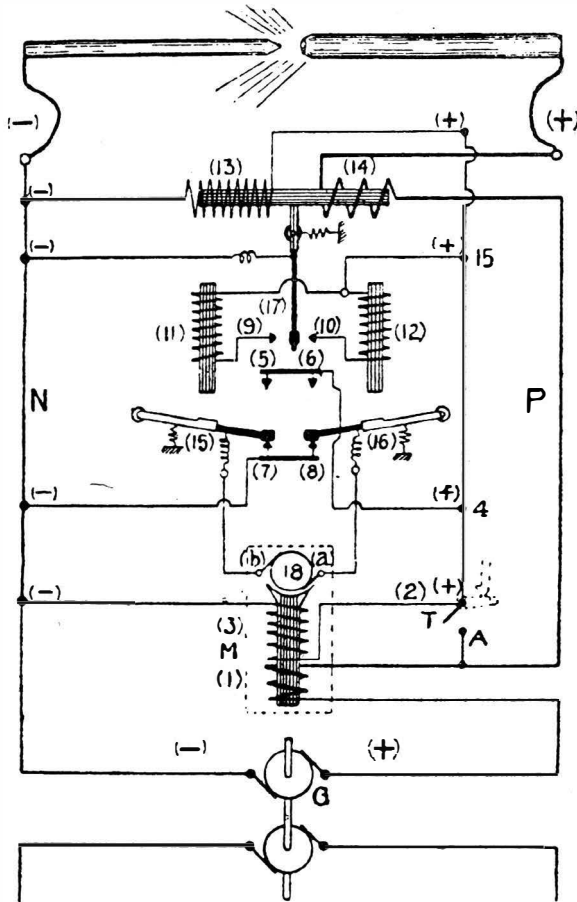 (−) (+)
(+)
(−) (13) (14)
(−) (+) 15
(17)
(11) (9) (10) (12)
(5) (6)
N P
(15) (16)
(7) (8)
(−) (+) 4
(b) 18 (a)
(−) (2) (+)
(3) T
M A
(1)
(−) (+)
G